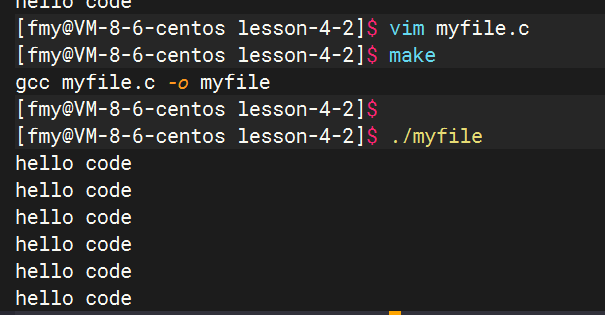 hello code
[fmy@VM-8-6-centos lesson-4-2]$ vim myfile.c
[fmy@VM-8-6-centos lesson-4-2]$ make
gcc myfile.c -o myfile
[fmy@VM-8-6-centos lesson-4-2]$
[fmy@VM-8-6-centos lesson-4-2]$ ./myfile
hello code
hello code
hello code
hello code
hello code
hello code